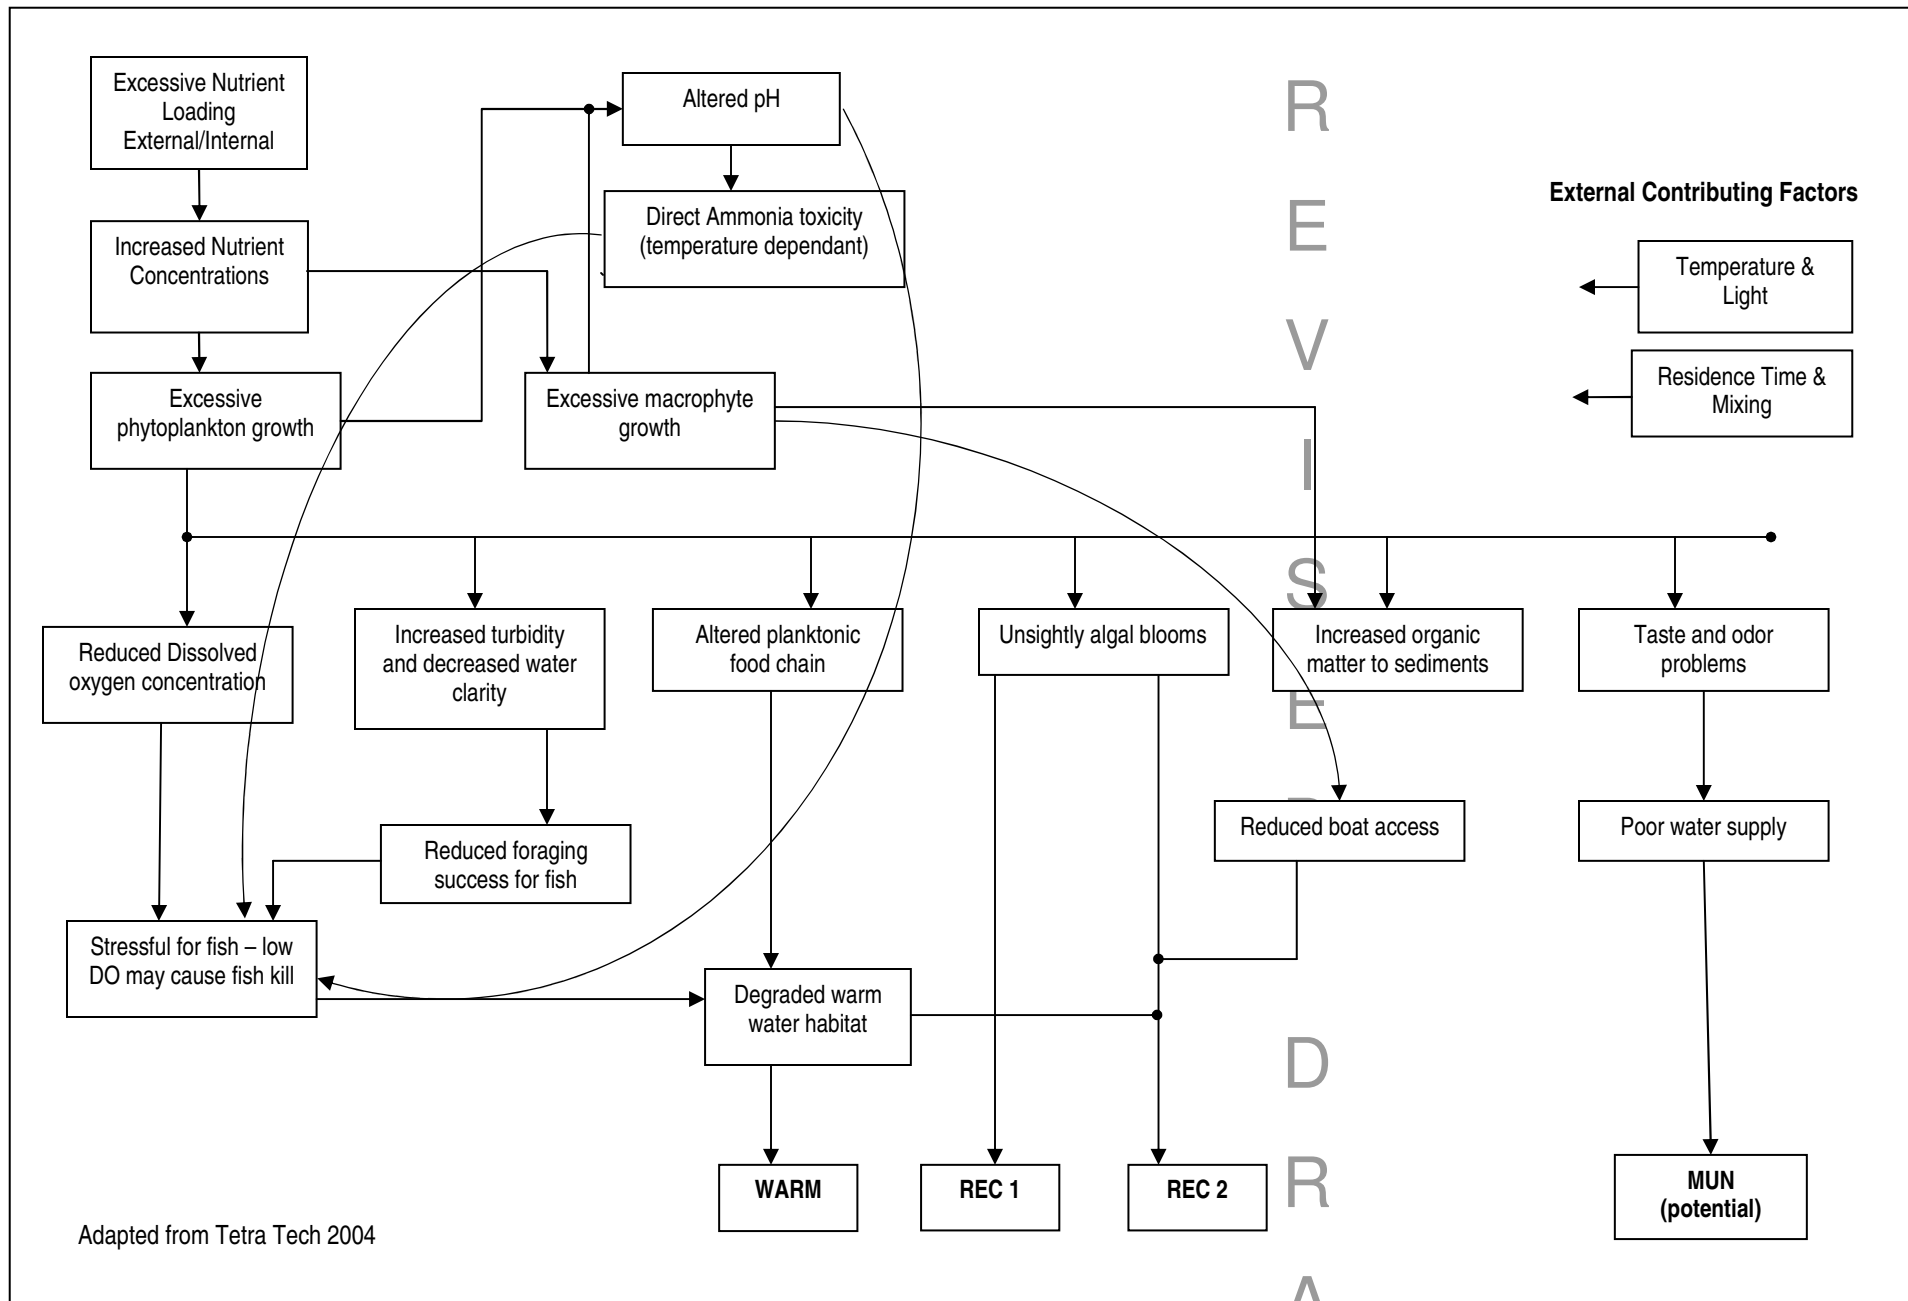 Excessive Nutrient
Loading
External/Internal
Altered pH
Increased Nutrient
Concentrations
Direct Ammonia toxicity
(temperature dependant)
External Contributing Factors
Temperature &
Light
Residence Time &
Mixing
Excessive
phytoplankton growth
Excessive macrophyte
growth
Reduced Dissolved
oxygen concentration
Increased turbidity
and decreased water
clarity
Altered planktonic
food chain
Unsightly algal blooms
Increased organic
matter to sediments
Taste and odor
problems
Reduced foraging
success for fish
Reduced boat access
Poor water supply
Stressful for fish – low
DO may cause fish kill
Degraded warm
water habitat
WARM
REC 1
REC 2
MUN
(potential)
Adapted from Tetra Tech 2004
R
E
V
I
S
E
D
D
R
A